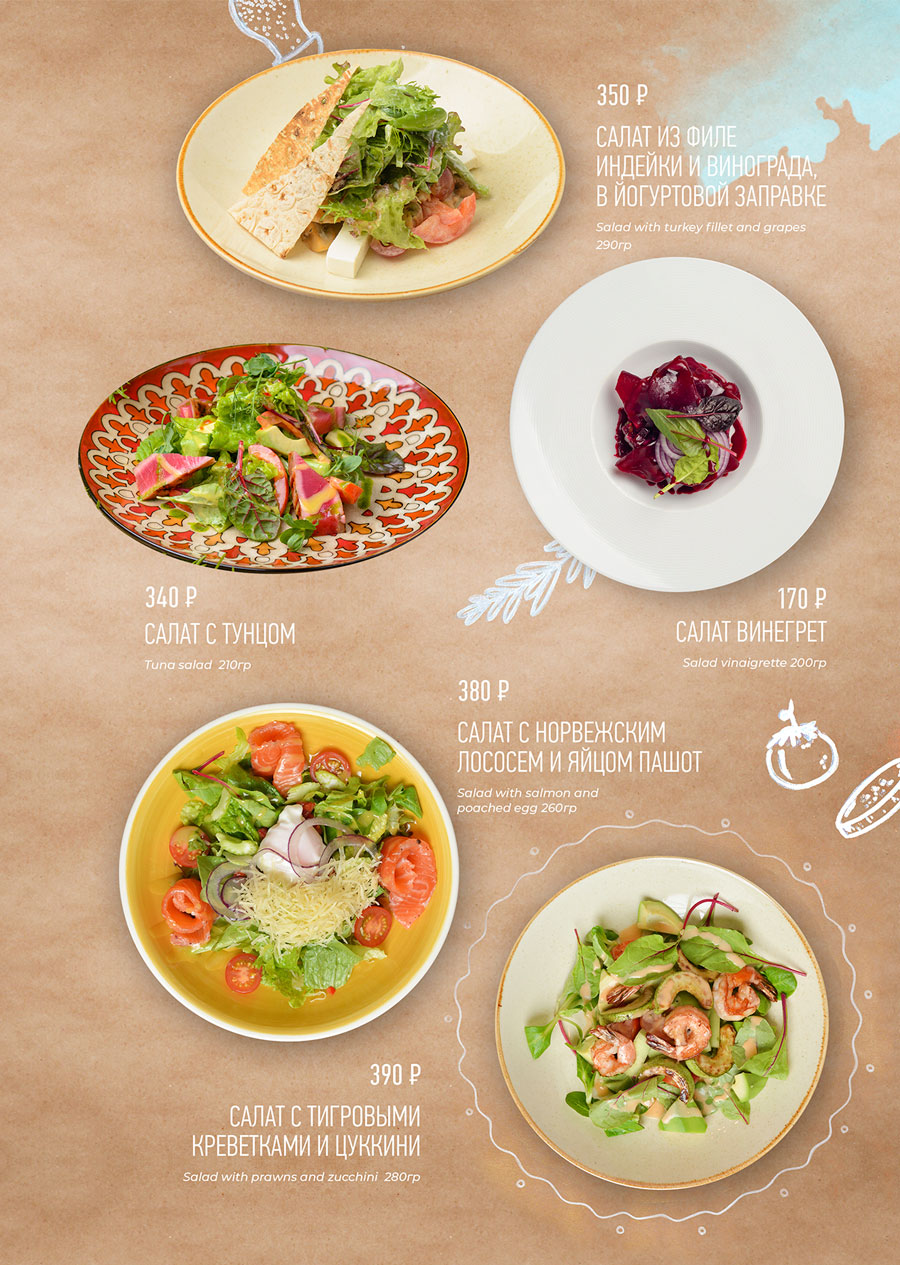 350 ₽
САЛАТ ИЗ ФИЛЕ
ИНДЕЙКИ И ВИНОГРАДА,
В ЙОГУРТОВОЙ ЗАПРАВКЕ
Salad with turkey fillet and grapes
290гр
340 ₽
САЛАТ С ТУНЦОМ
Tuna salad 210гр
170 ₽
САЛАТ ВИНЕГРЕТ
Salad vinaigrette 200гр
380 ₽
САЛАТ С НОРВЕЖСКИМ
ЛОСОСЕМ И ЯЙЦОМ ПАШОТ
Salad with salmon and
poached egg 260гр
390 ₽
САЛАТ С ТИГРОВЫМИ
КРЕВЕТКАМИ И ЦУККИНИ
Salad with prawns and zucchini 280гр